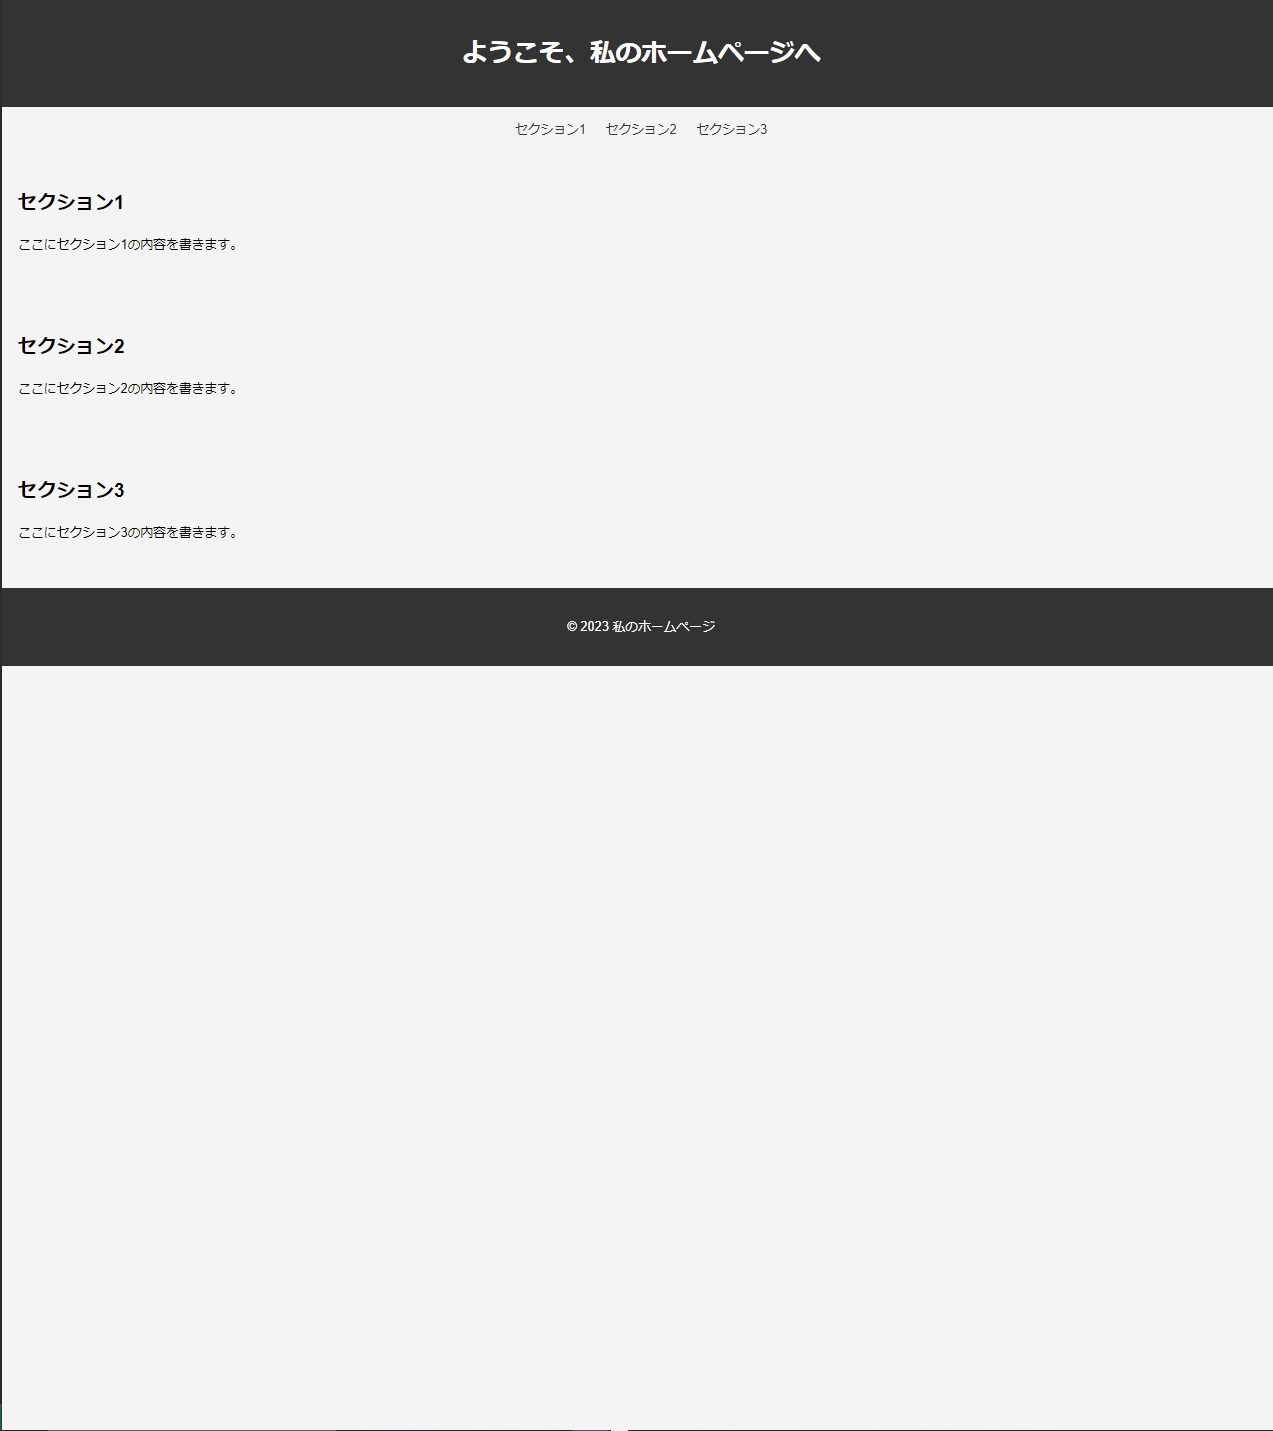 ようこそ、私のホームページへ
セクション1 セクション2 セクション3
セクション1
ここにセクション1の内容を書きます。
セクション2
ここにセクション2の内容を書きます。
セクション3
ここにセクション3の内容を書きます。
© 2023 私のホームページ